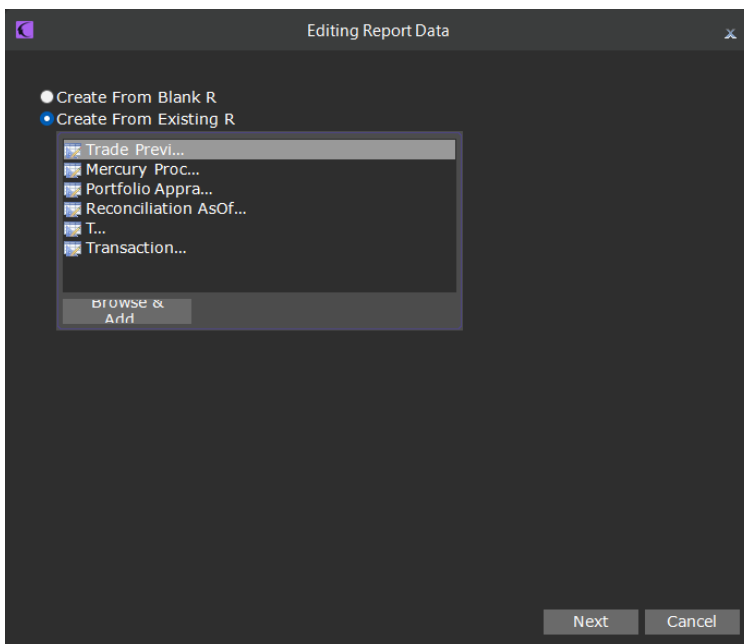 Editing Report Data
x
Create From Blank R
Create From Existing R
Trade Previ...
Mercury Proc...
Portfolio Appra...
Reconciliation AsOf...
T...
Transaction...
Browse &
Add
Next Cancel